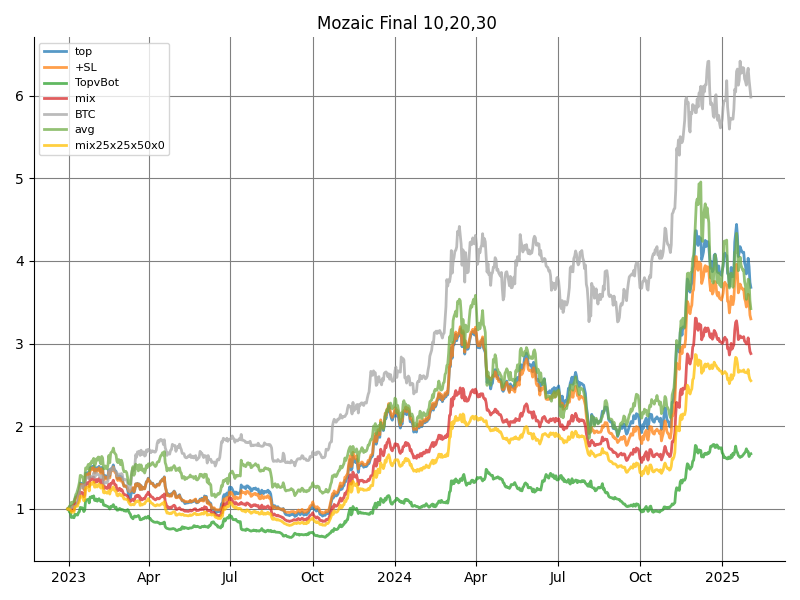 Mozaic Final 10,20,30
top
+SL
TopvBot
mix
BTC
avg
mix25x25x50x0
6
5
4
3
2
1
2023
Apr
Jul
Oct
2024
Apr
Jul
Oct
2025